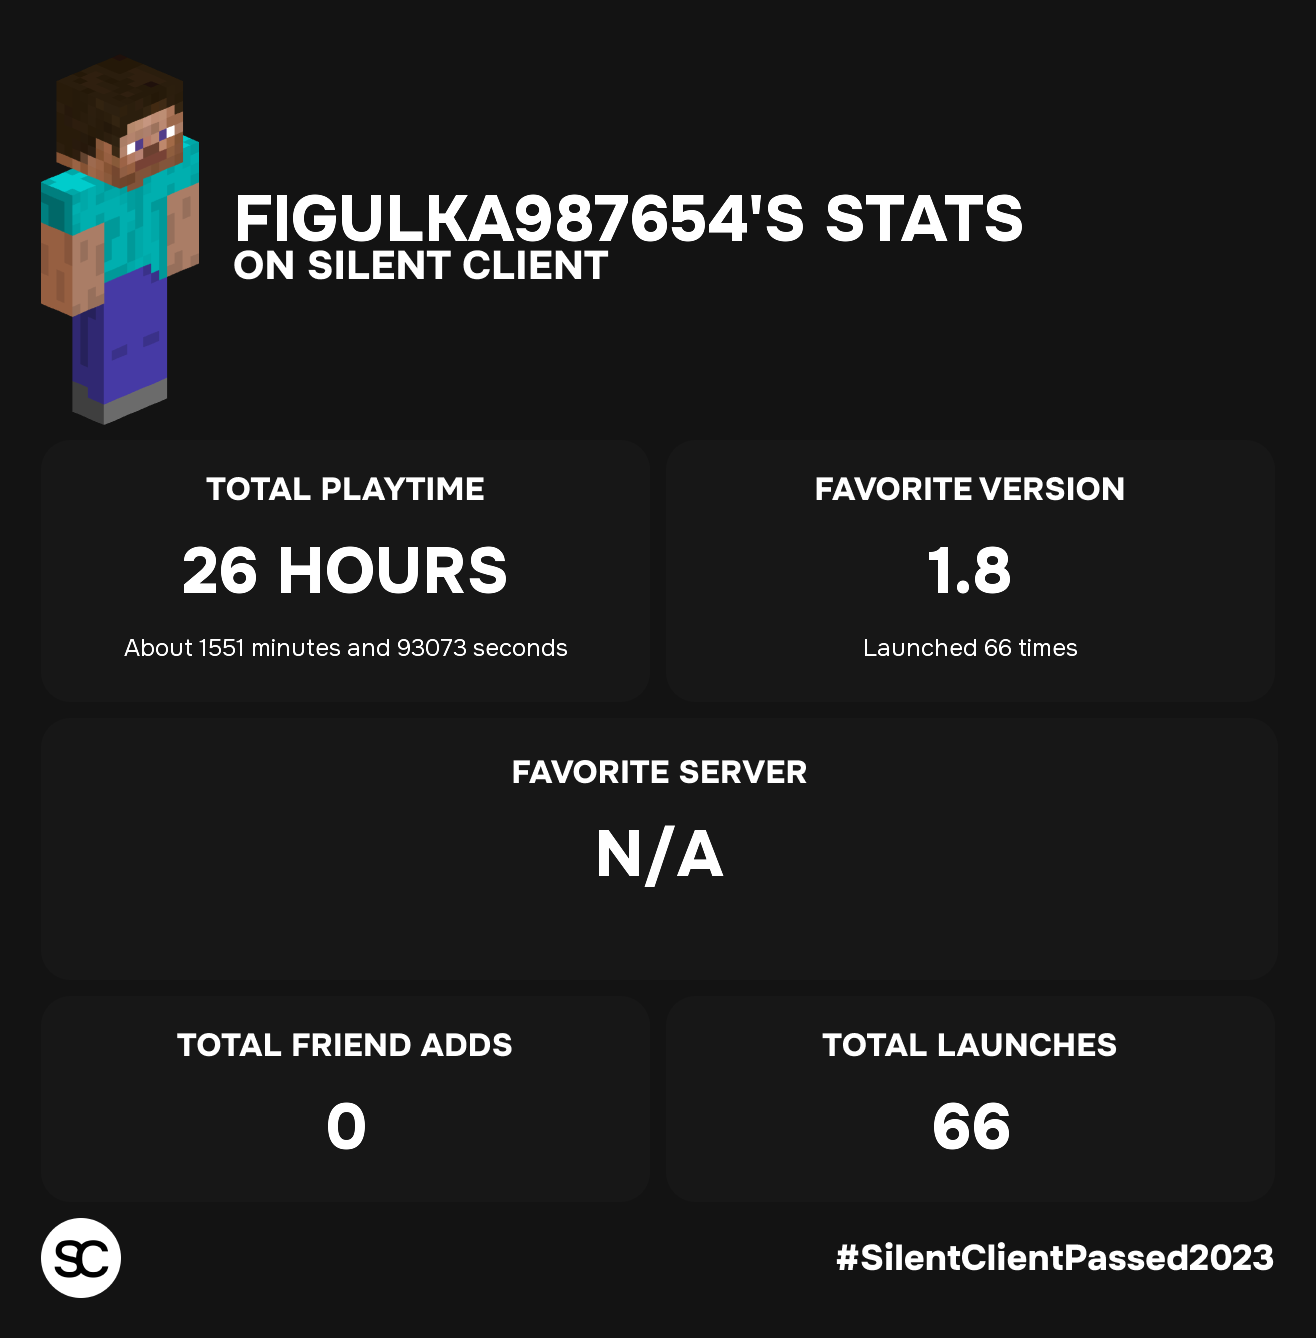 FIGULKA987654'S STATS
ON SILENT CLIENT
TOTAL PLAYTIME
26 HOURS
About 1551 minutes and 93073 seconds
FAVORITE VERSION
1.8
Launched 66 times
FAVORITE SERVER
N/A
TOTAL FRIEND ADDS
0
TOTAL LAUNCHES
66
SC
#SilentClientPassed2023